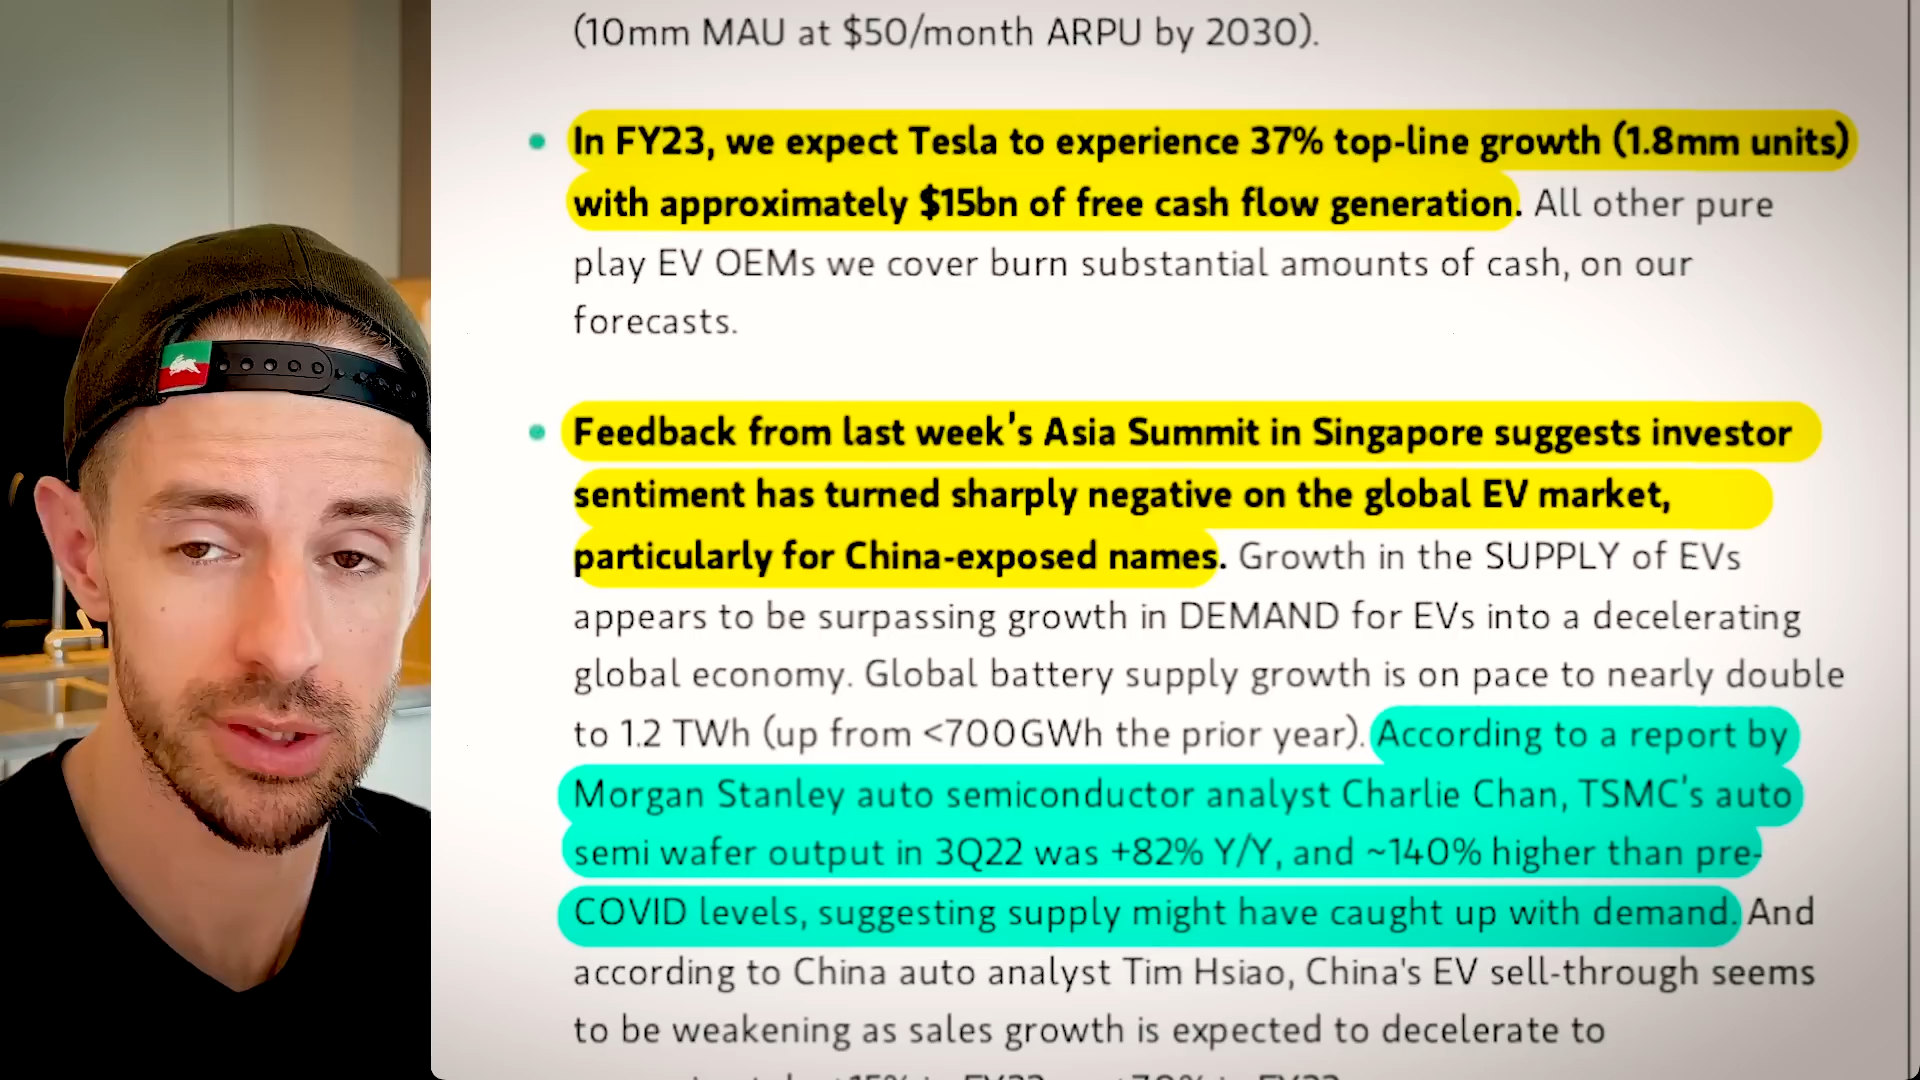 (10mm MAU at $50/month ARPU by 2030).
In FY23, we expect Tesla to experience 37% top-line growth (1.8mm units)
with approximately $15bn of free cash flow generation. All other pure
play EV OEMs we cover burn substantial amounts of cash, on our
forecasts.
Feedback from last week's Asia Summit in Singapore suggests investor
sentiment has turned sharply negative on the global EV market,
particularly for China-exposed names. Growth in the SUPPLY of EVs
appears to be surpassing growth in DEMAND for EVs into a decelerating
global economy. Global battery supply growth is on pace to nearly double
to 1.2 TWh (up from <700GWh the prior year). According to a report by
Morgan Stanley auto semiconductor analyst Charlie Chan, TSMC's auto
semi wafer output in 3Q22 was +82% Y/Y, and ~140% higher than pre-
COVID levels, suggesting supply might have caught up with demand. And
according to China auto analyst Tim Hsiao, China's EV sell-through seems
to be weakening as sales growth is expected to decelerate to